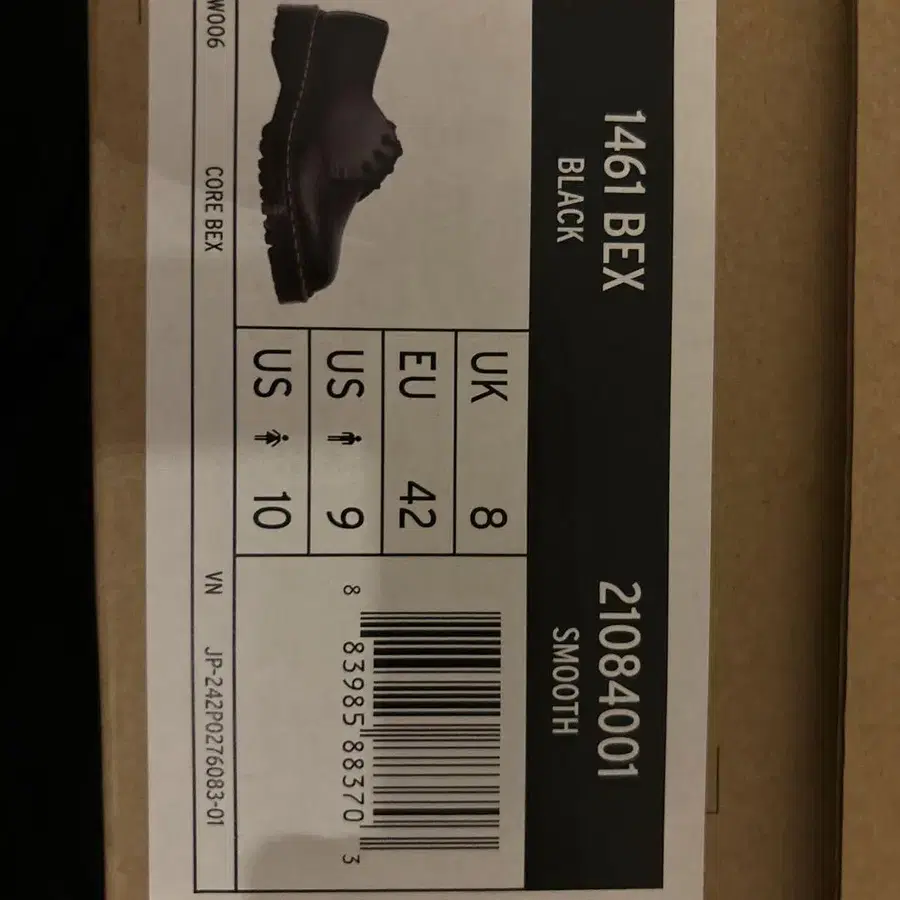 1461 BEX 21084001
BLACK SMOOTH
UK 8
EU 42
US 9
US 10
8 83985 88370 3
W006 CORE BEX VN JP-242P0276083-01